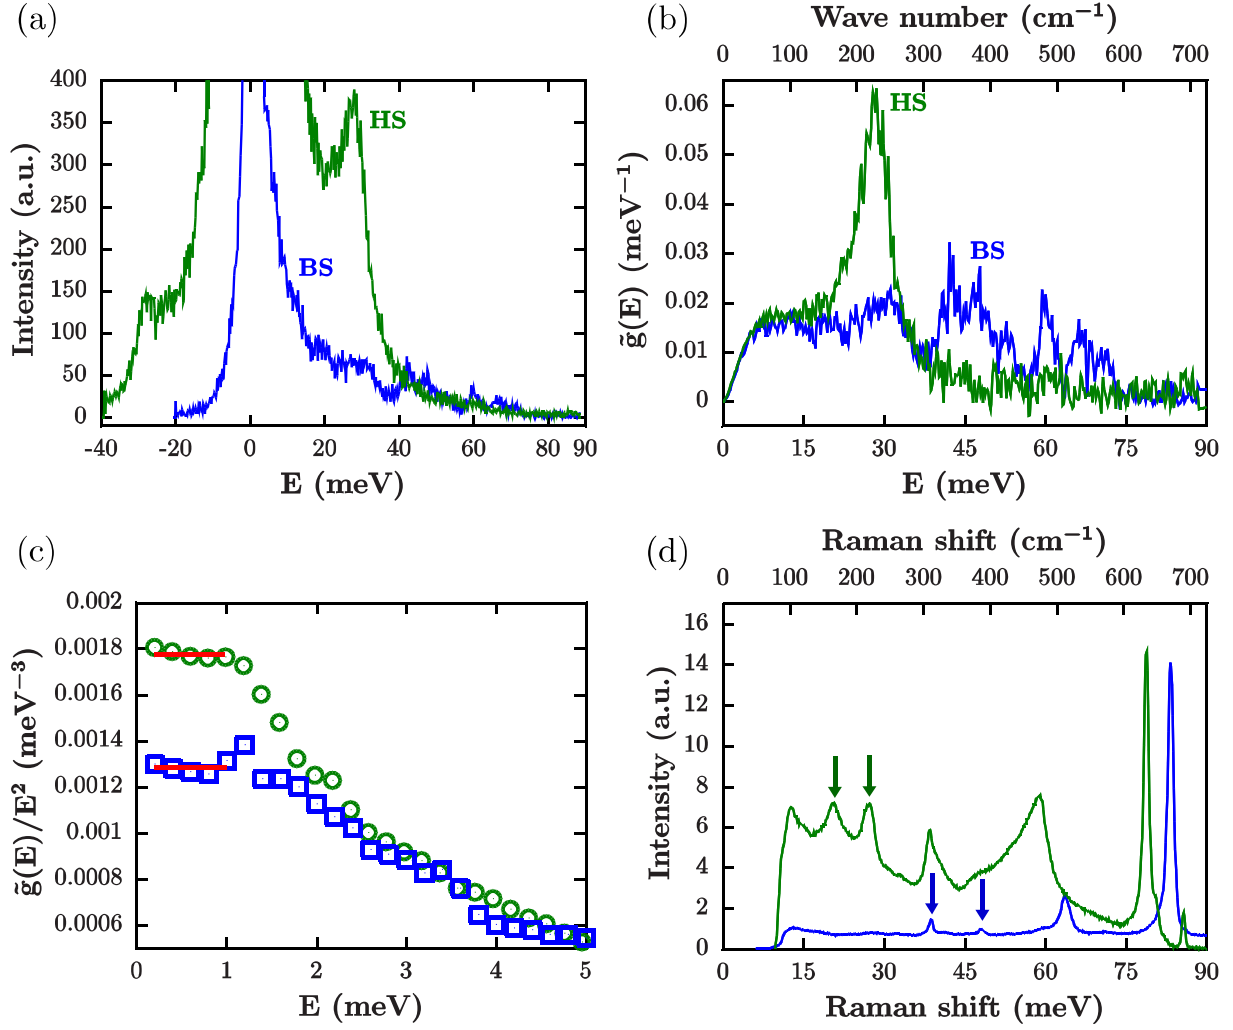 (a)
400
350
300
250
200
150
100
50
0
-40 -20 0 20 40 60 80 90
Intensity (a.u.)
E (meV)
HS
BS
(b)
Wave number (cm⁻¹)
0 100 200 300 400 500 600 700
0.06
0.05
0.04
0.03
0.02
0.01
0
0 15 30 45 60 75 90
g̃(E) (meV⁻¹)
E (meV)
HS
BS
(c)
0.002
0.0018
0.0016
0.0014
0.0012
0.001
0.0008
0.0006
0 1 2 3 4 5
g̃(E)/E² (meV⁻³)
E (meV)
(d)
Raman shift (cm⁻¹)
0 100 200 300 400 500 600 700
16
14
12
10
8
6
4
2
0
0 15 30 45 60 75 90
Intensity (a.u.)
Raman shift (meV)